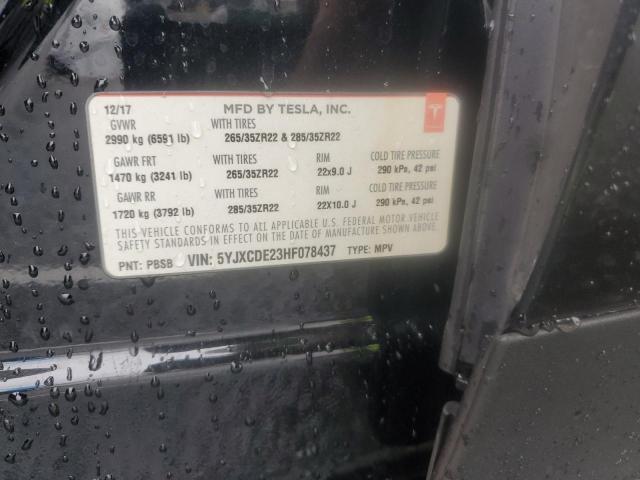 12/17 MFD BY TESLA, INC.
GVWR WITH TIRES
2990 kg (6591 lb) 265/35ZR22 & 285/35ZR22
GAWR FRT WITH TIRES RIM COLD TIRE PRESSURE
1470 kg (3241 lb) 265/35ZR22 22x9.0 J 290 kPa, 42 psi
GAWR RR WITH TIRES RIM COLD TIRE PRESSURE
1720 kg (3792 lb) 285/35ZR22 22X10.0 J 290 kPa, 42 psi
THIS VEHICLE CONFORMS TO ALL APPLICABLE U.S. FEDERAL MOTOR VEHICLE
SAFETY STANDARDS IN EFFECT ON THE DATE OF MANUFACTURE SHOWN ABOVE.
PNT: PBSB VIN: 5YJXCDE23HF078437 TYPE: MPV